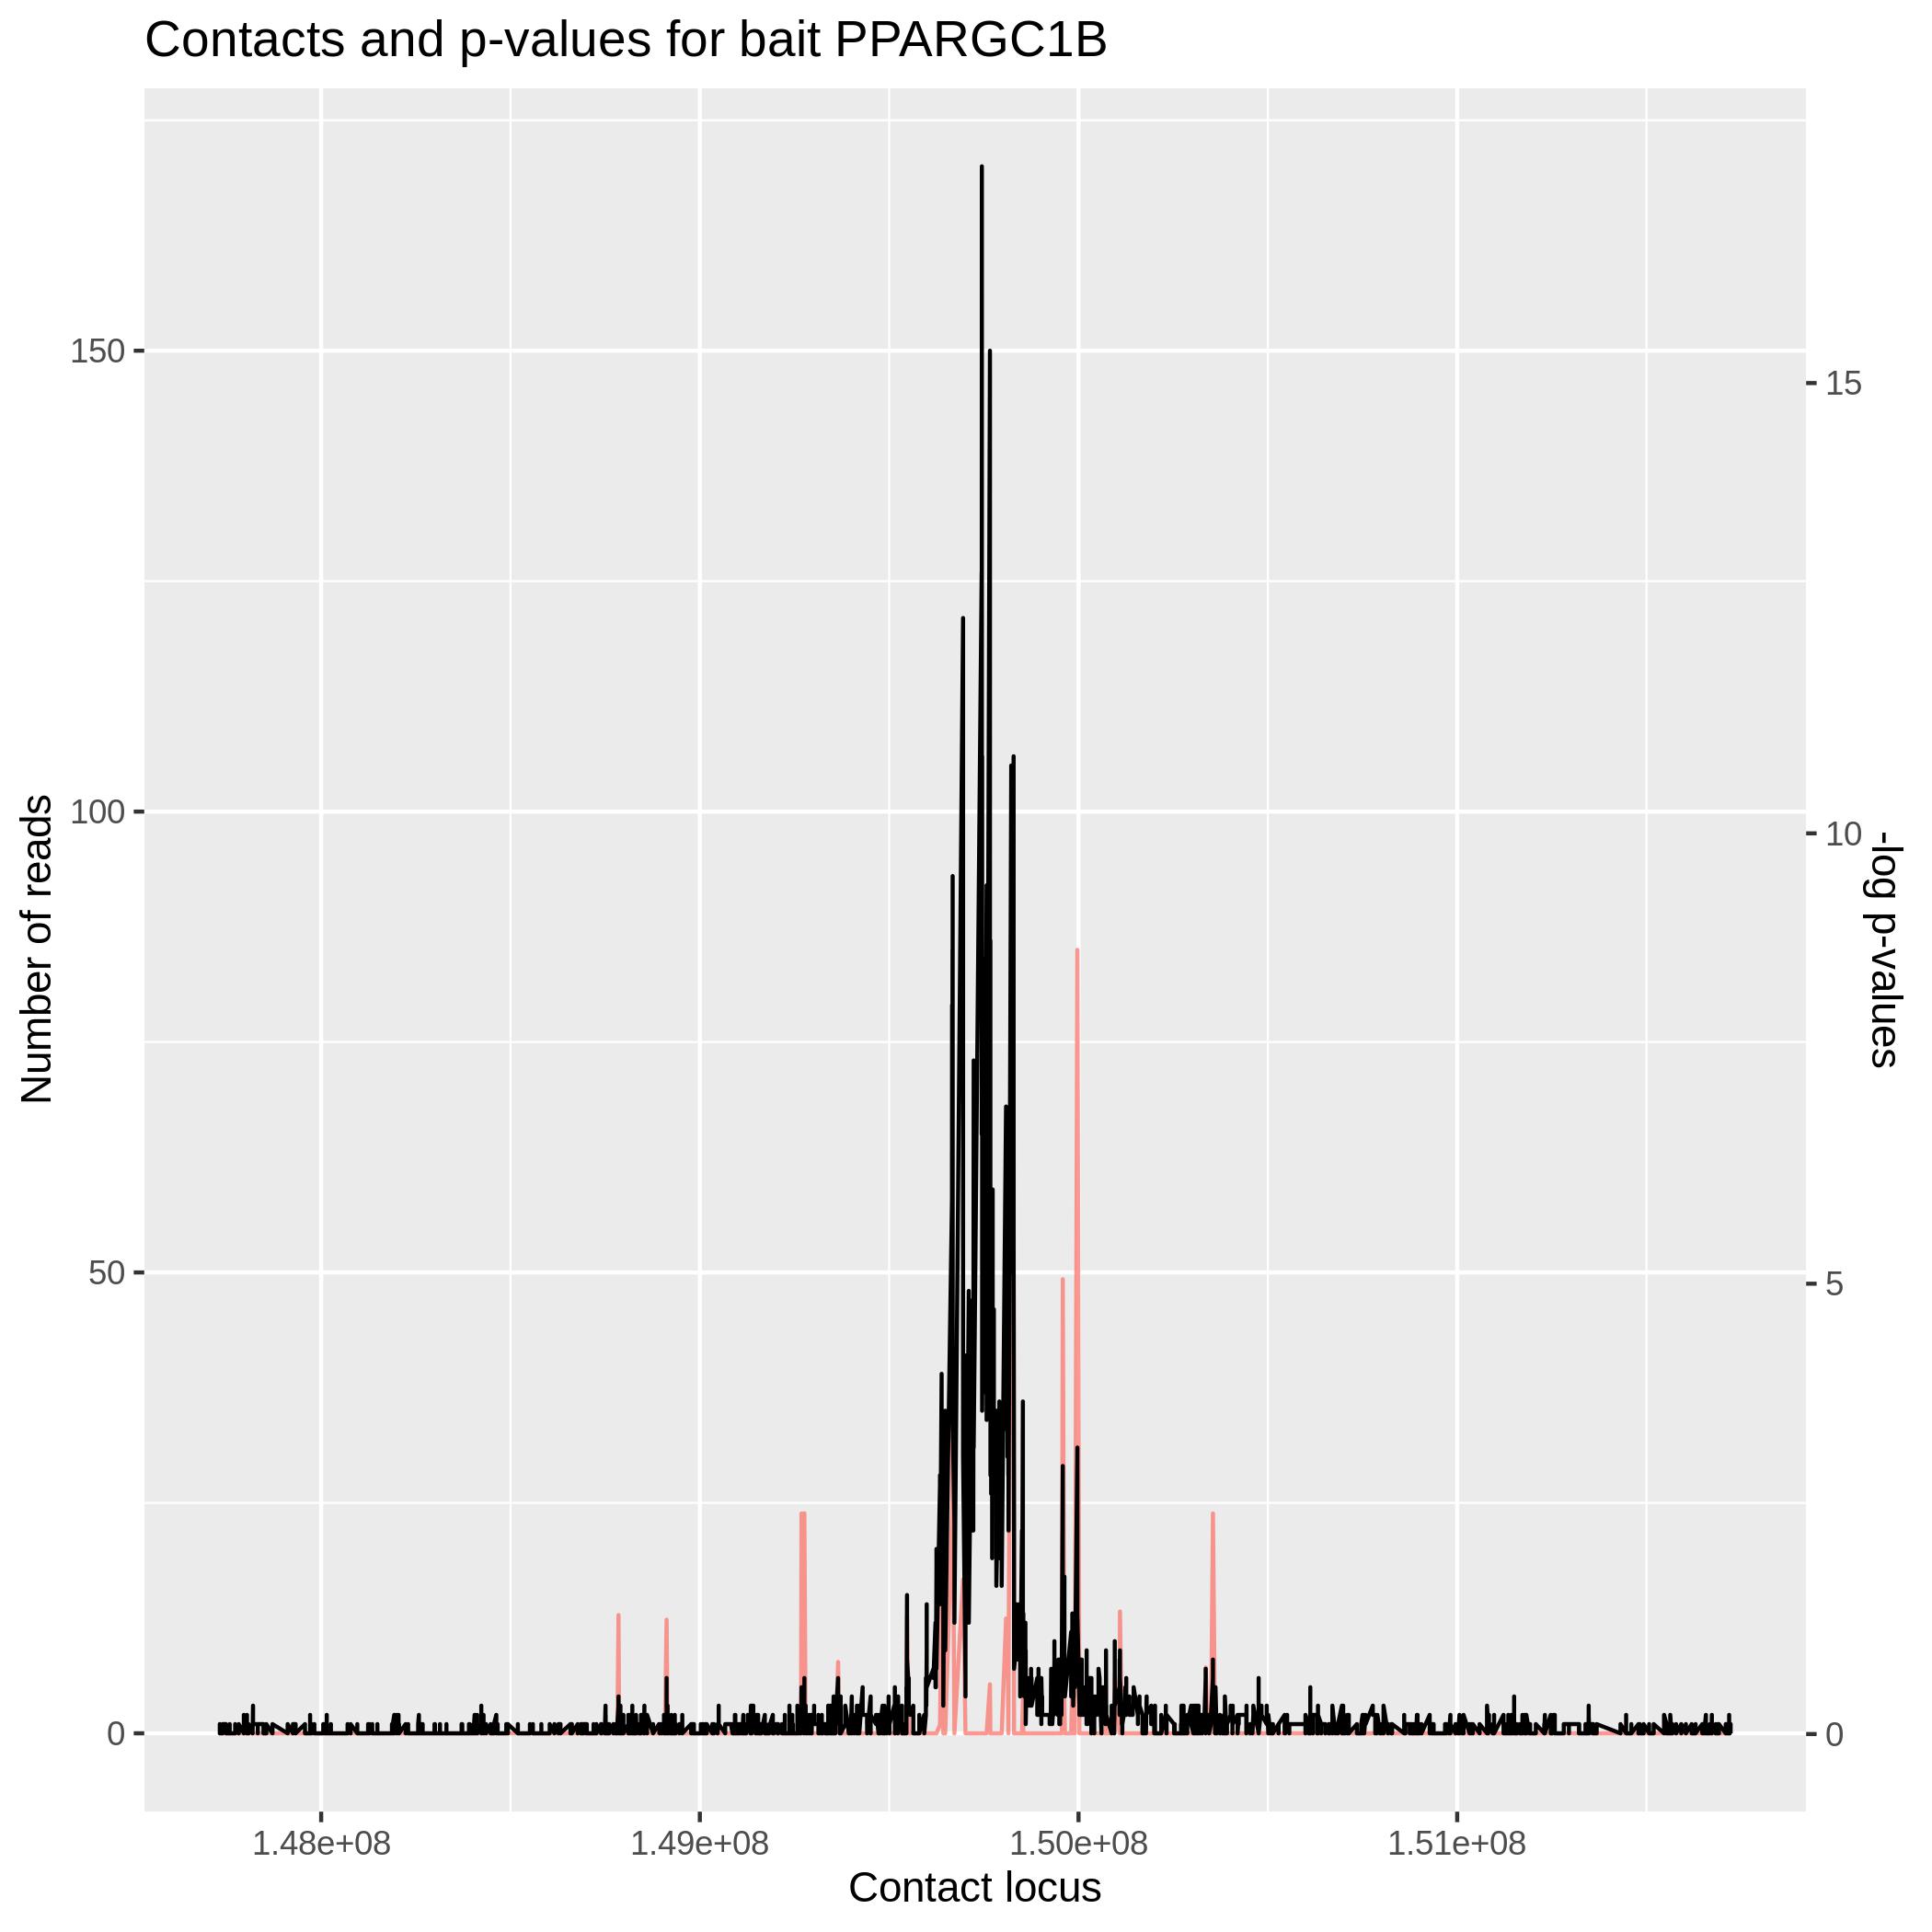 Contacts and p-values for bait PPARGC1B
Number of reads
150
100
50
0
15
10
5
0
-log p-values
1.48e+08
1.49e+08
1.50e+08
1.51e+08
Contact locus